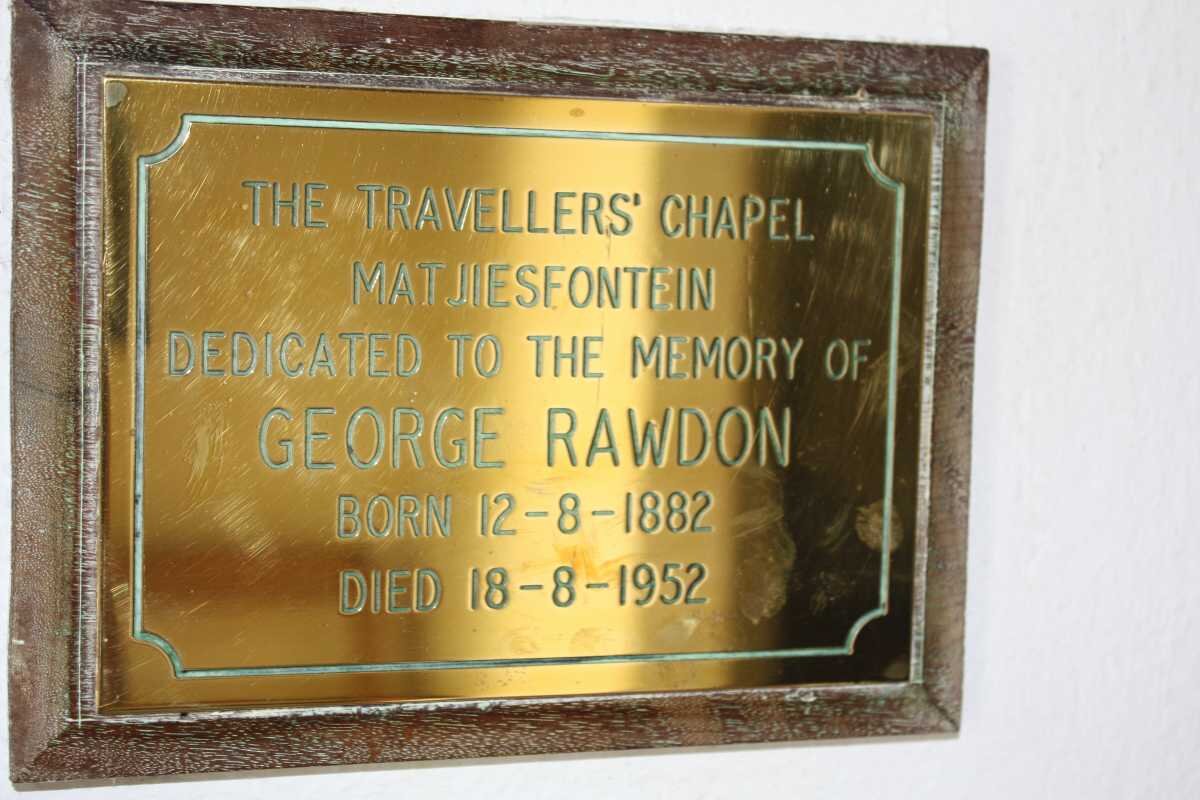 THE TRAVELLERS' CHAPEL
MATJIESFONTEIN
DEDICATED TO THE MEMORY OF
GEORGE RAWDON
BORN 12-8-1882
DIED 18-8-1952